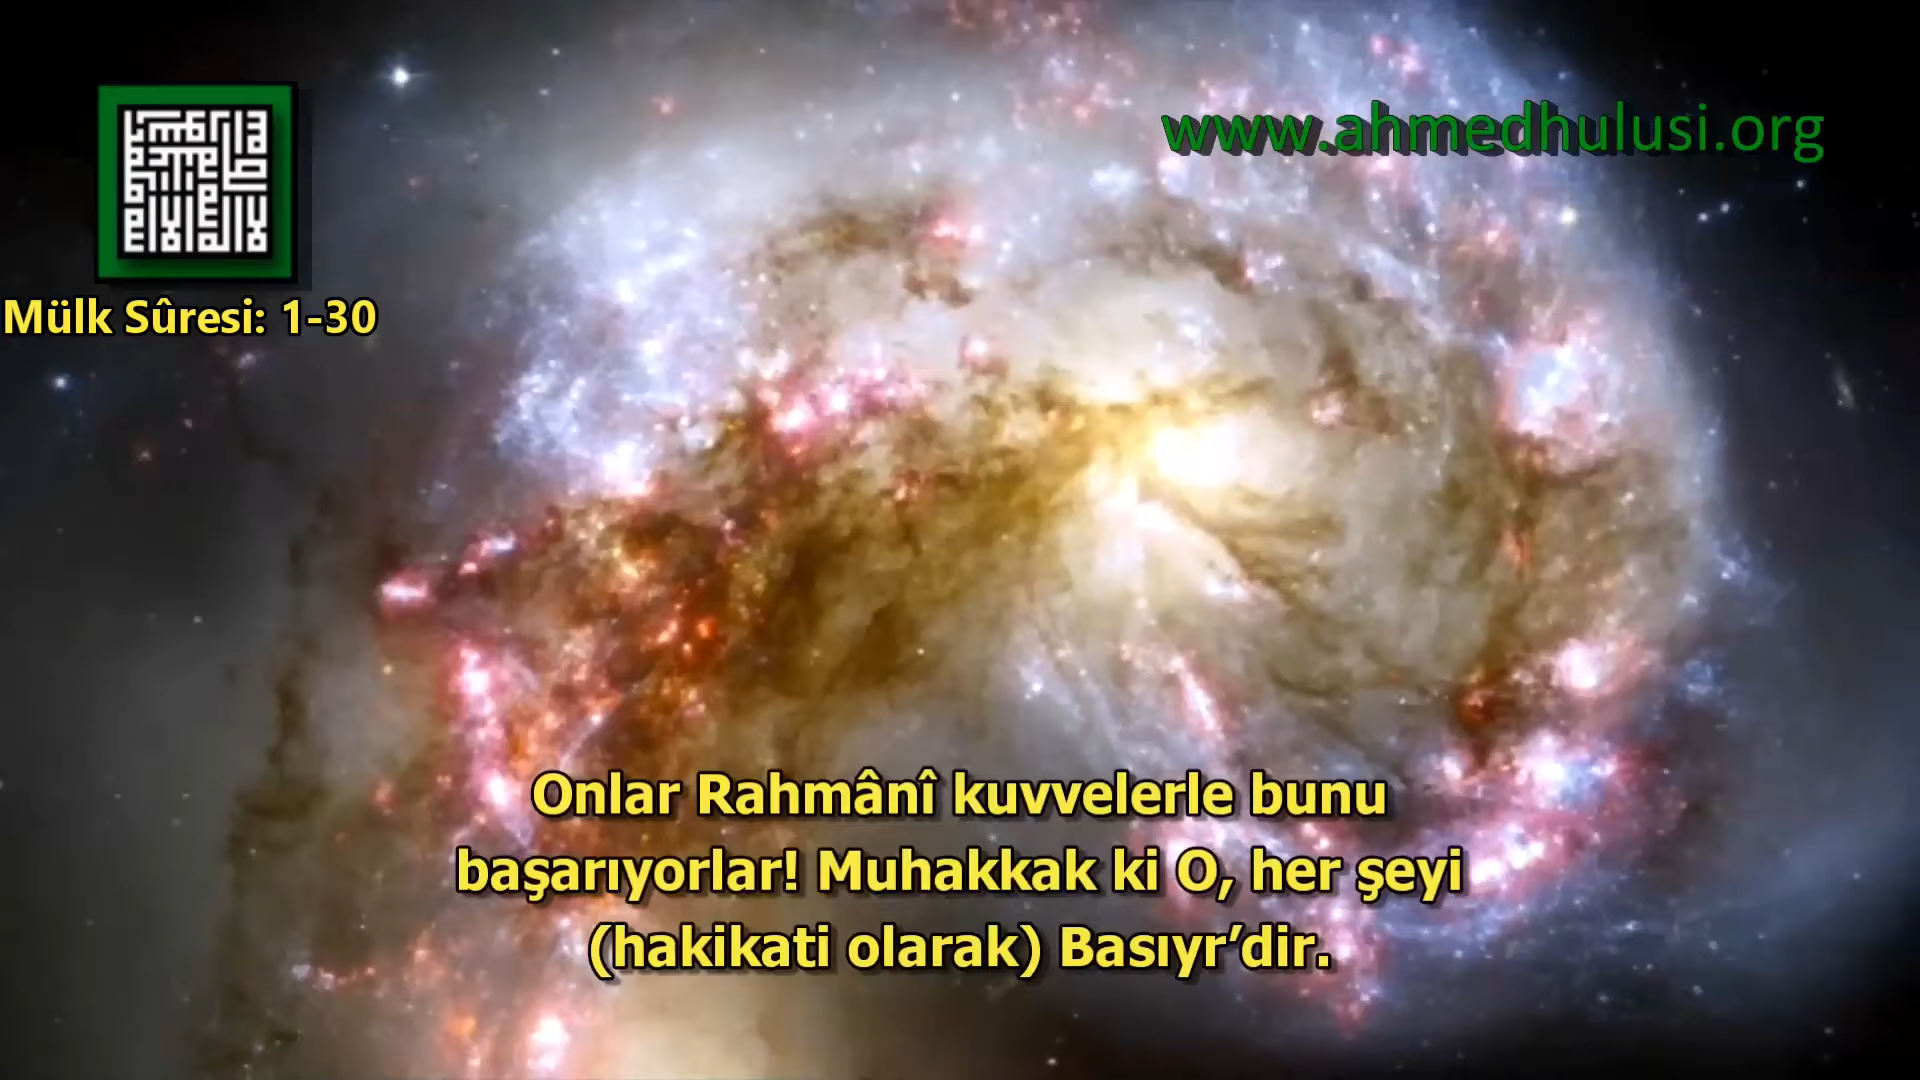 www.ahmedhulusi.org
Mülk Sûresi: 1-30
Onlar Rahmânî kuvvelerle bunu
başarıyorlar! Muhakkak ki O, her şeyi
(hakikati olarak) Basıyr’dir.